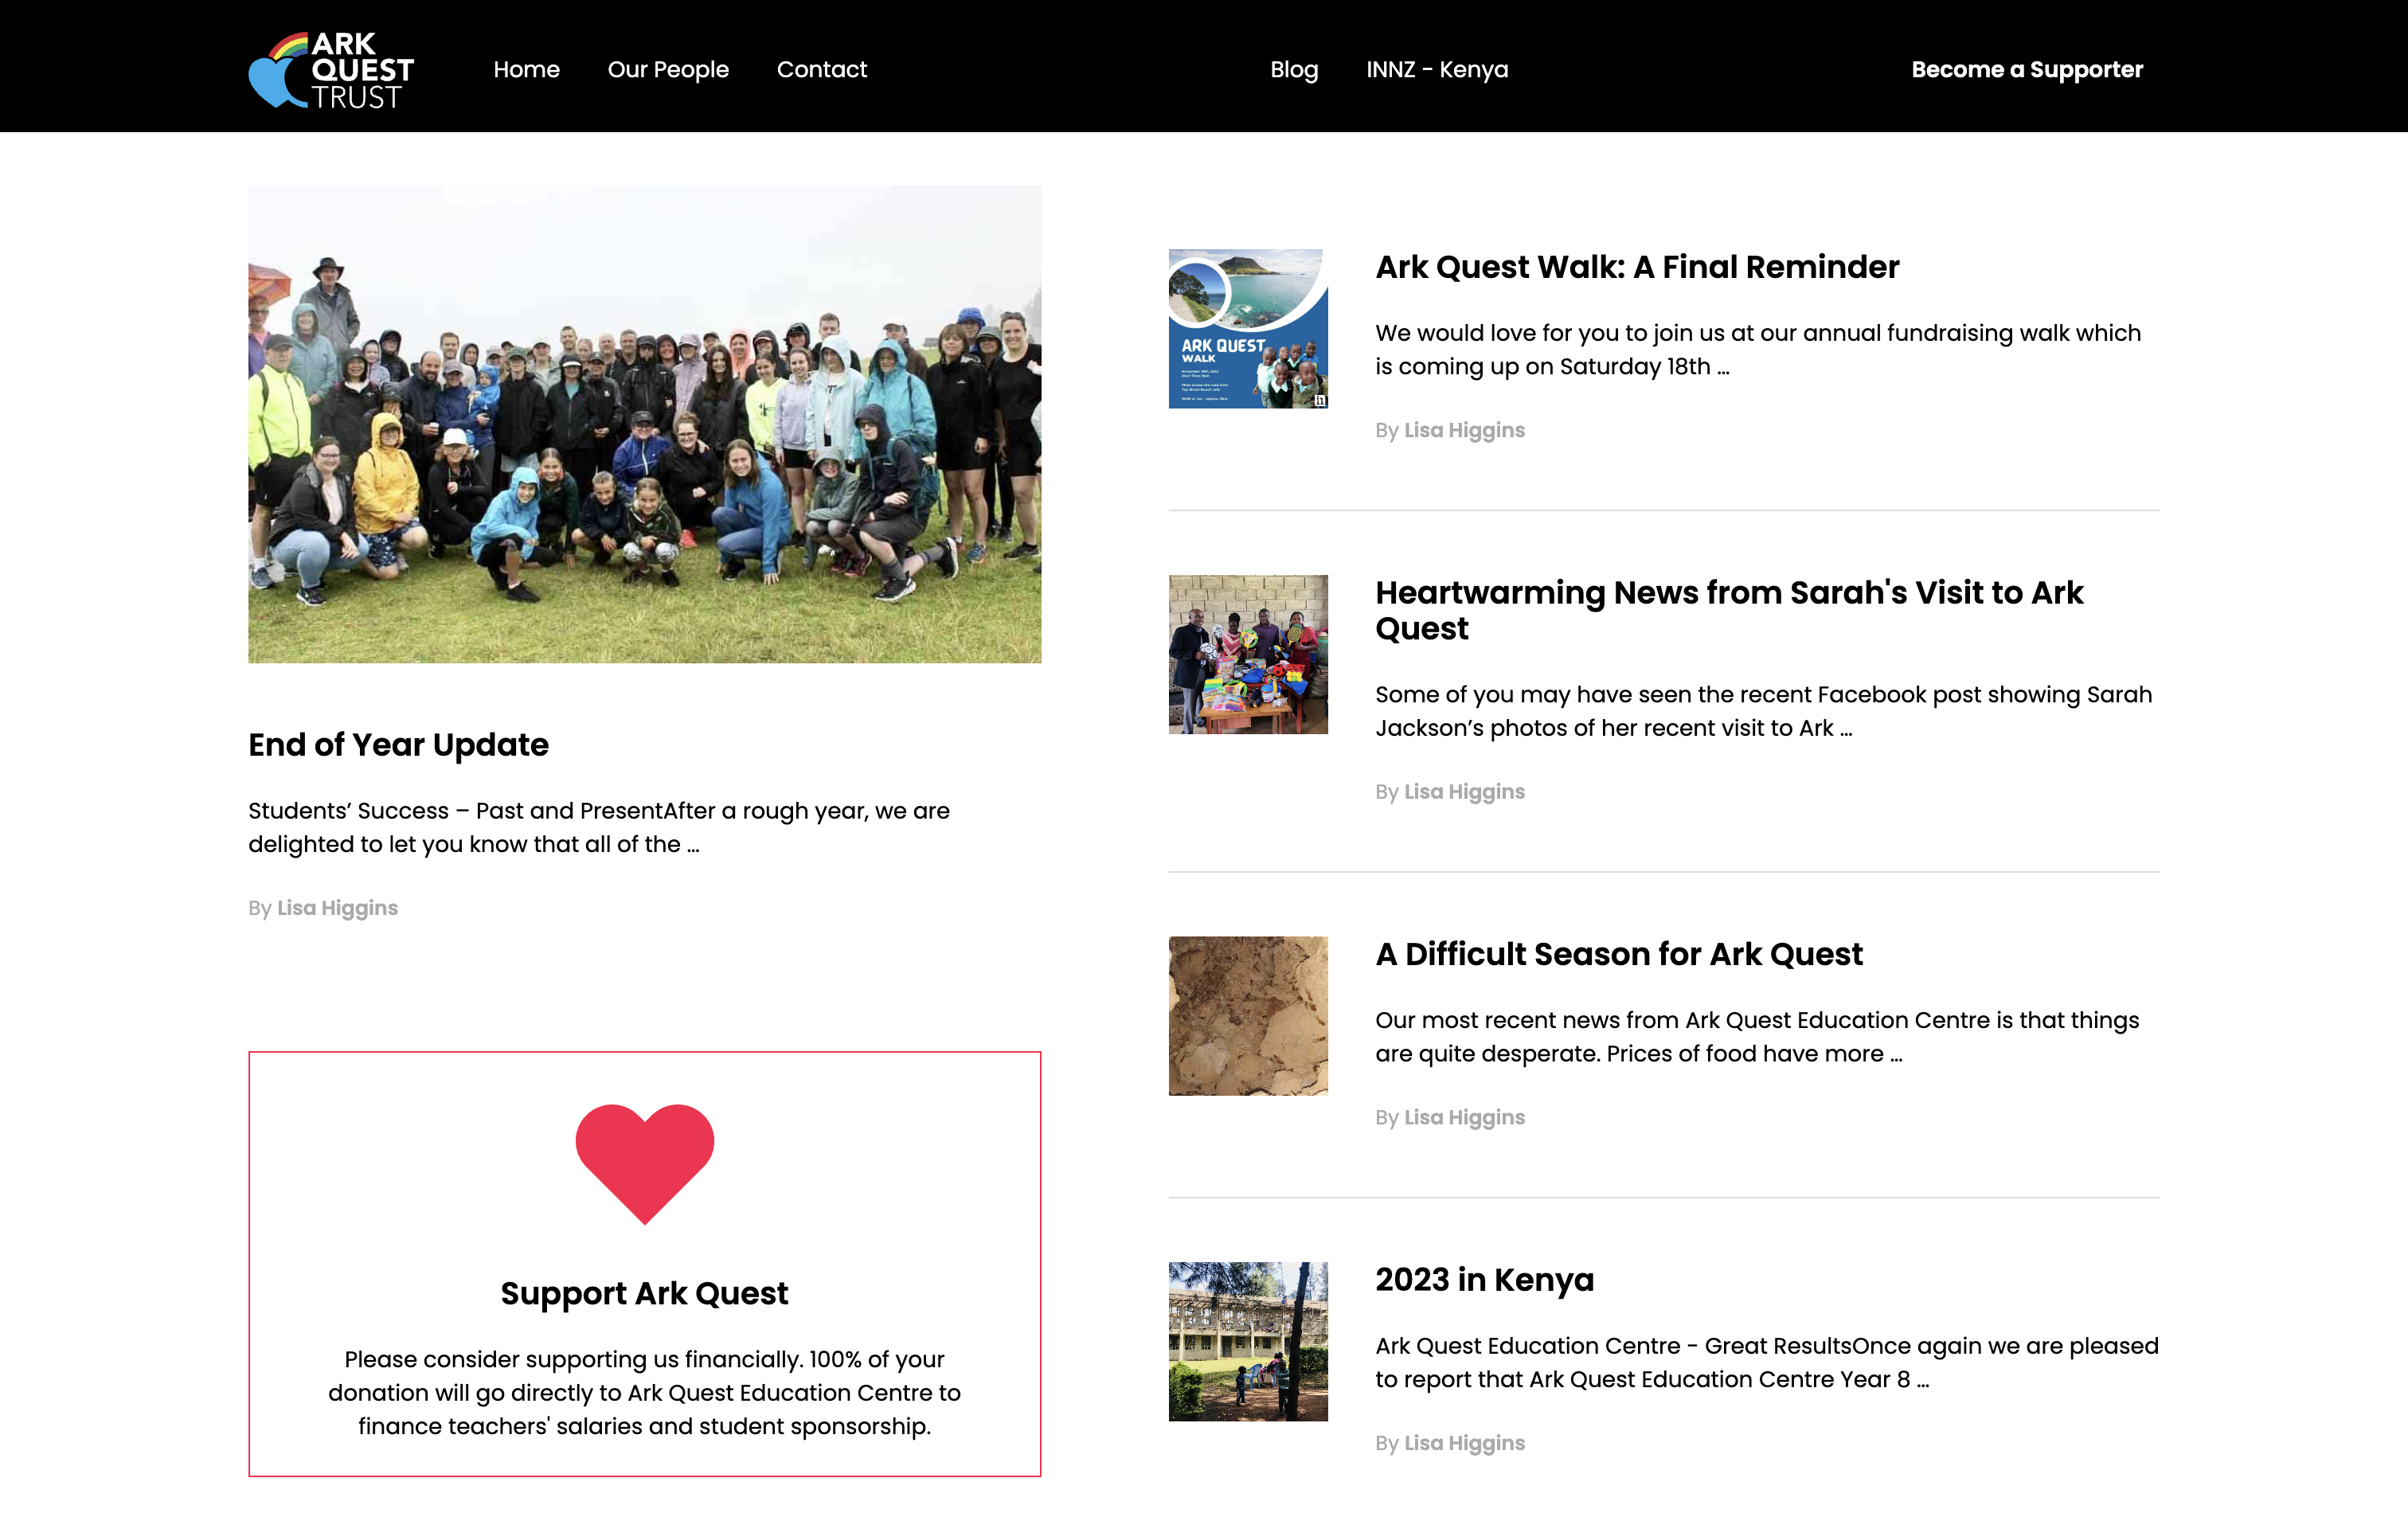 ARK
QUEST
TRUST
Home
Our People
Contact
Blog
INNZ - Kenya
Become a Supporter
End of Year Update
Students’ Success – Past and PresentAfter a rough year, we are
delighted to let you know that all of the ...
By Lisa Higgins
Support Ark Quest
Please consider supporting us financially. 100% of your
donation will go directly to Ark Quest Education Centre to
finance teachers' salaries and student sponsorship.
ARK QUEST
WALK
Ark Quest Walk: A Final Reminder
We would love for you to join us at our annual fundraising walk which
is coming up on Saturday 18th ...
By Lisa Higgins
Heartwarming News from Sarah's Visit to Ark
Quest
Some of you may have seen the recent Facebook post showing Sarah
Jackson’s photos of her recent visit to Ark ...
By Lisa Higgins
A Difficult Season for Ark Quest
Our most recent news from Ark Quest Education Centre is that things
are quite desperate. Prices of food have more ...
By Lisa Higgins
2023 in Kenya
Ark Quest Education Centre - Great ResultsOnce again we are pleased
to report that Ark Quest Education Centre Year 8 ...
By Lisa Higgins